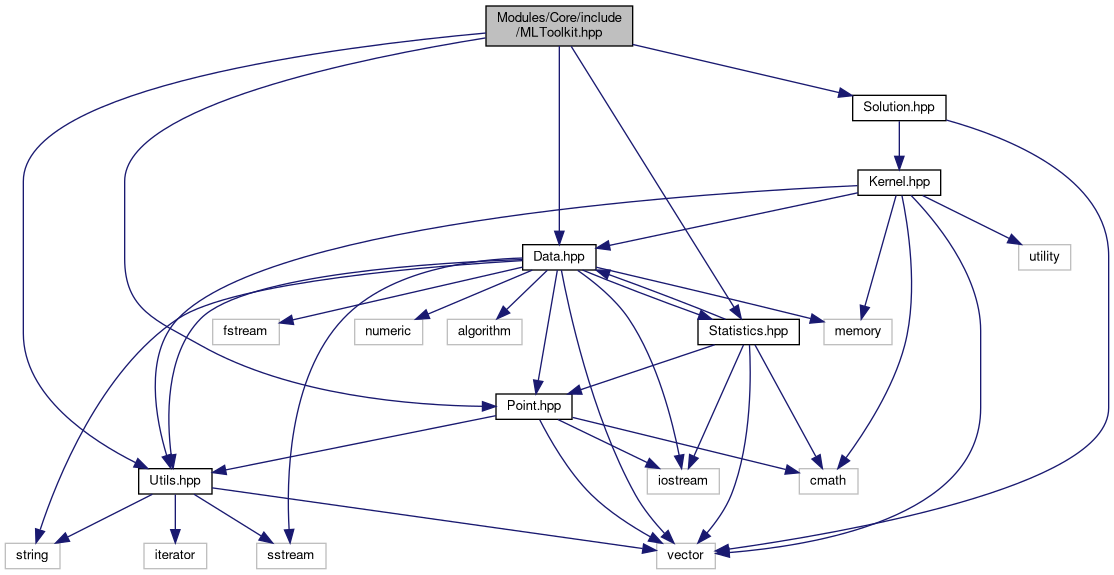 Modules/Core/include
/MLToolkit.hpp
Solution.hpp
Kernel.hpp
Data.hpp
utility
fstream
numeric
algorithm
Statistics.hpp
memory
Point.hpp
Utils.hpp
iostream
cmath
string
iterator
sstream
vector